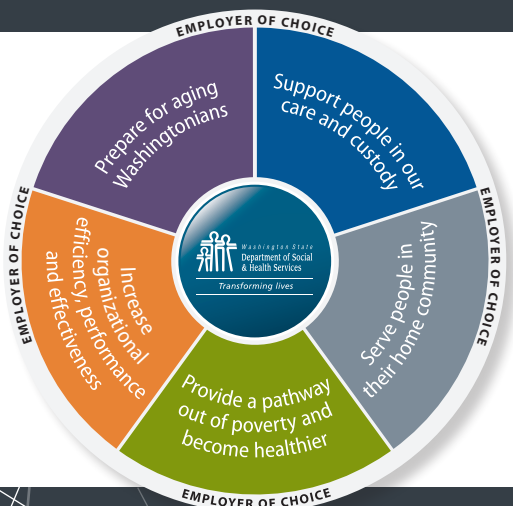 EMPLOYER OF CHOICE
Prepare for aging
Washingtonians
Support people in our
care and custody
EMPLOYER OF CHOICE
EMPLOYER OF CHOICE
Washington State
Department of Social
& Health Services
Transforming lives
Increase
organizational
efficiency, performance
and effectiveness
Serve people in
their home community
Provide a pathway
out of poverty and
become healthier
EMPLOYER OF CHOICE